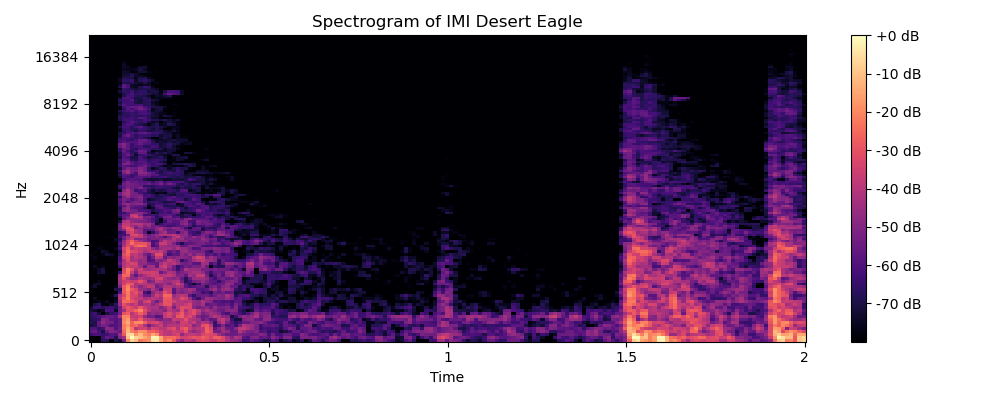 Spectrogram of IMI Desert Eagle
Hz
16384
8192
4096
2048
1024
512
0
0 0.5 1 1.5 2
Time
+0 dB
-10 dB
-20 dB
-30 dB
-40 dB
-50 dB
-60 dB
-70 dB